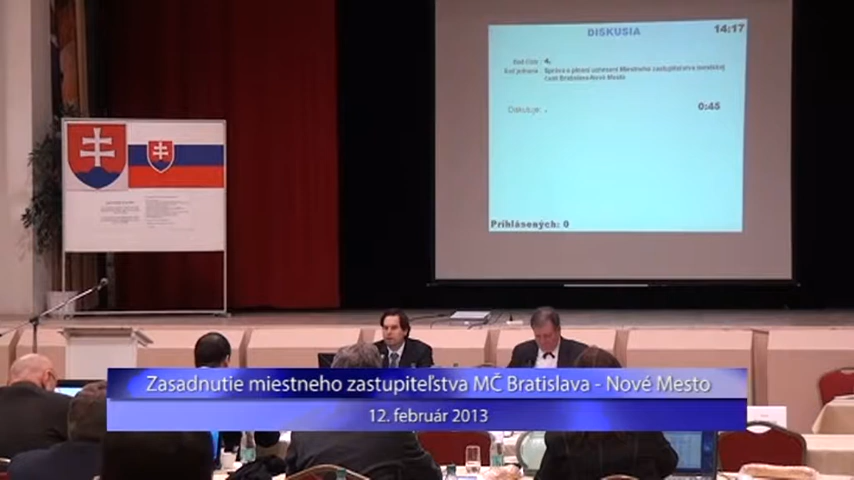 DISKUSIA
14:17
Bod číslo : 4.
Bod jednania : Správa o plnení uznesení Miestneho zastupiteľstva mestskej
časti Bratislava-Nové Mesto
Diskutuje: .
0:45
Prihlásených: 0
Zasadnutie miestneho zastupiteľstva MČ Bratislava - Nové Mesto
12. február 2013